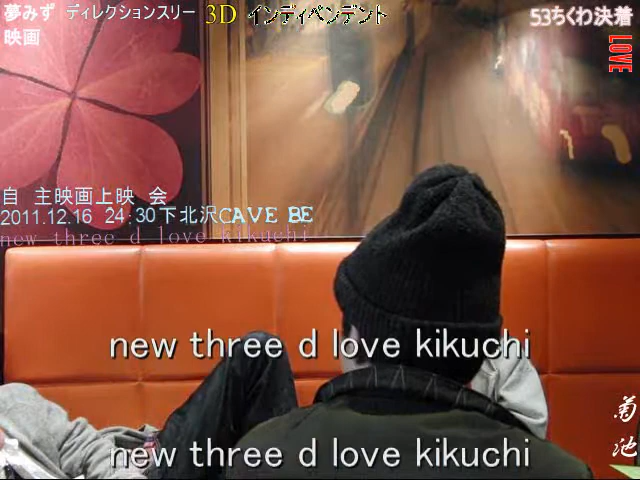 夢みず ディレクションスリー 3D インディペンデント
映画
53ちくわ決着
LOVE
自 主映画上映 会
2011.12.16 24:30下北沢CAVE BE
new three d love kikuchi
new three d love kikuchi
菊池
new three d love kikuchi